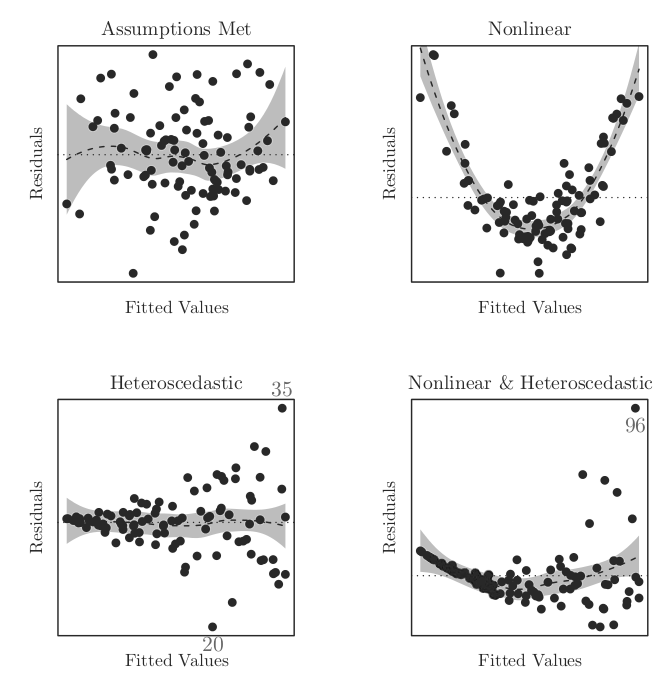 Assumptions Met
Residuals
Fitted Values
Nonlinear
Residuals
Fitted Values
Heteroscedastic
35
Residuals
20
Fitted Values
Nonlinear & Heteroscedastic
96
Residuals
Fitted Values